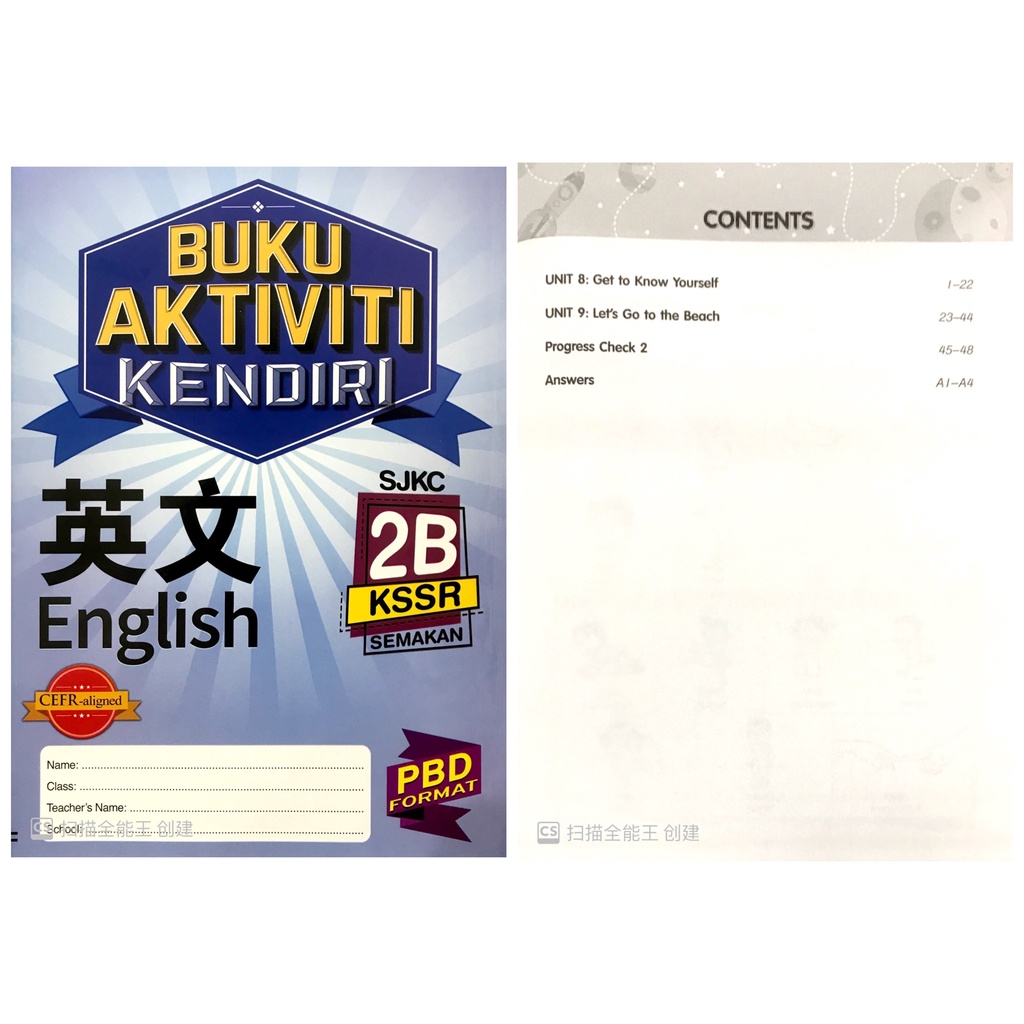 BUKU
AKTIVITI
KENDIRI
英文
English
SJKC
2B
KSSR
SEMAKAN
CEFR-aligned
Name:
Class:
Teacher's Name:
School:
PBD
FORMAT
CS 扫描全能王 创建
CONTENTS
UNIT 8: Get to Know Yourself 1–22
UNIT 9: Let's Go to the Beach 23–44
Progress Check 2 45–48
Answers A1–A4
CS 扫描全能王 创建